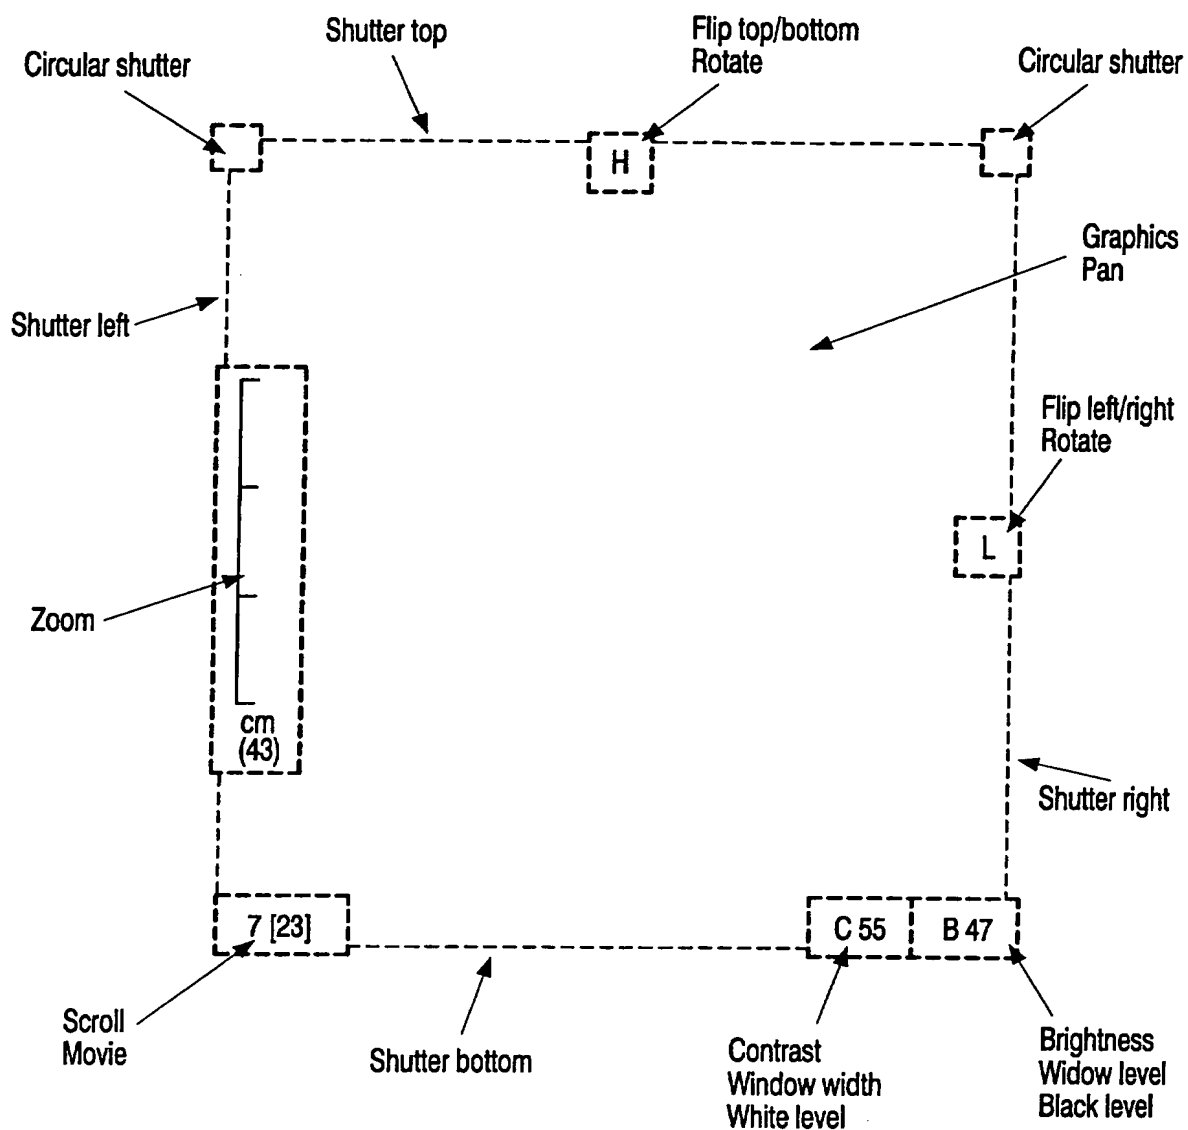 Shutter top
Flip top/bottom
Rotate
Circular shutter
Circular shutter
H
Graphics
Pan
Shutter left
Flip left/right
Rotate
L
Zoom
cm
(43)
Shutter right
7 [23]
C 55
B 47
Scroll
Movie
Shutter bottom
Contrast
Window width
White level
Brightness
Widow level
Black level